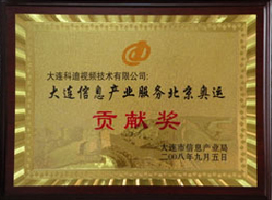 大连科迪视频技术有限公司:
大连信息产业服务北京奥运
贡献奖
大连市信息产业局
二〇〇八年九月五日